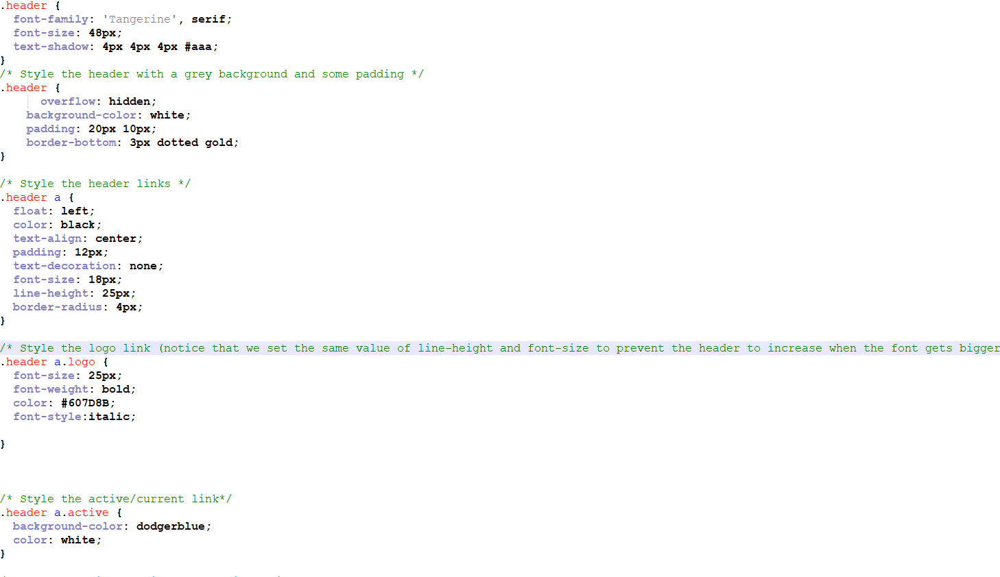 .header {
  font-family: 'Tangerine', serif;
  font-size: 48px;
  text-shadow: 4px 4px 4px #aaa;
}
/* Style the header with a grey background and some padding */
.header {
      overflow: hidden;
    background-color: white;
    padding: 20px 10px;
    border-bottom: 3px dotted gold;
}

/* Style the header links */
.header a {
  float: left;
  color: black;
  text-align: center;
  padding: 12px;
  text-decoration: none;
  font-size: 18px;
  line-height: 25px;
  border-radius: 4px;
}

/* Style the logo link (notice that we set the same value of line-height and font-size to prevent the header to increase when the font gets bigger
.header a.logo {
  font-size: 25px;
  font-weight: bold;
  color: #607D8B;
  font-style:italic;

}

/* Style the active/current link*/
.header a.active {
  background-color: dodgerblue;
  color: white;
}